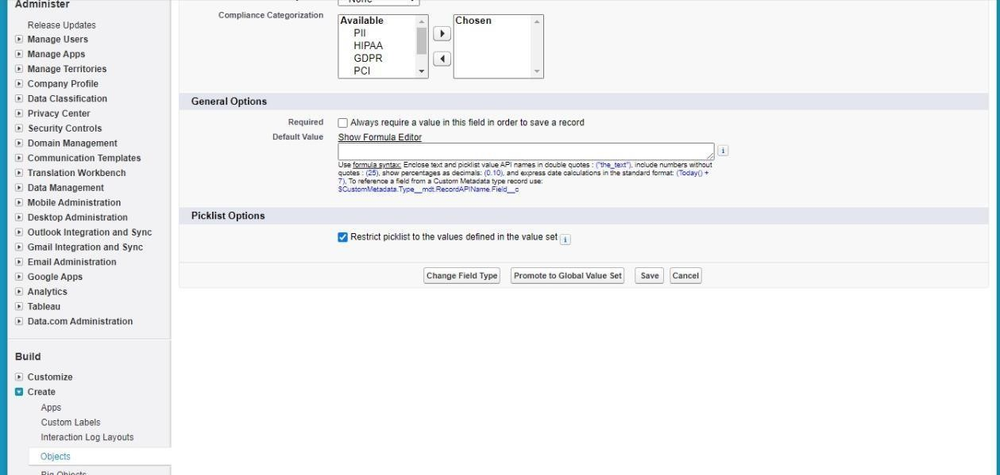 Administer
Release Updates
Manage Users
Manage Apps
Manage Territories
Company Profile
Data Classification
Privacy Center
Security Controls
Domain Management
Communication Templates
Translation Workbench
Data Management
Mobile Administration
Desktop Administration
Outlook Integration and Sync
Gmail Integration and Sync
Email Administration
Google Apps
Analytics
Tableau
Data.com Administration
Build
Customize
Create
Apps
Custom Labels
Interaction Log Layouts
Objects
Big Objects
Compliance Categorization
Available
PII
HIPAA
GDPR
PCI
Chosen
General Options
Required
Always require a value in this field in order to save a record
Default Value
Show Formula Editor
Use formula syntax: Enclose text and picklist value API names in double quotes : ("the_text"), include numbers without
quotes : (25), show percentages as decimals: (0.10), and express date calculations in the standard format: (Today() +
7), To reference a field from a Custom Metadata type record use:
$CustomMetadata.Type__mdt.RecordAPIName.Field__c
Picklist Options
Restrict picklist to the values defined in the value set
Change Field Type
Promote to Global Value Set
Save
Cancel